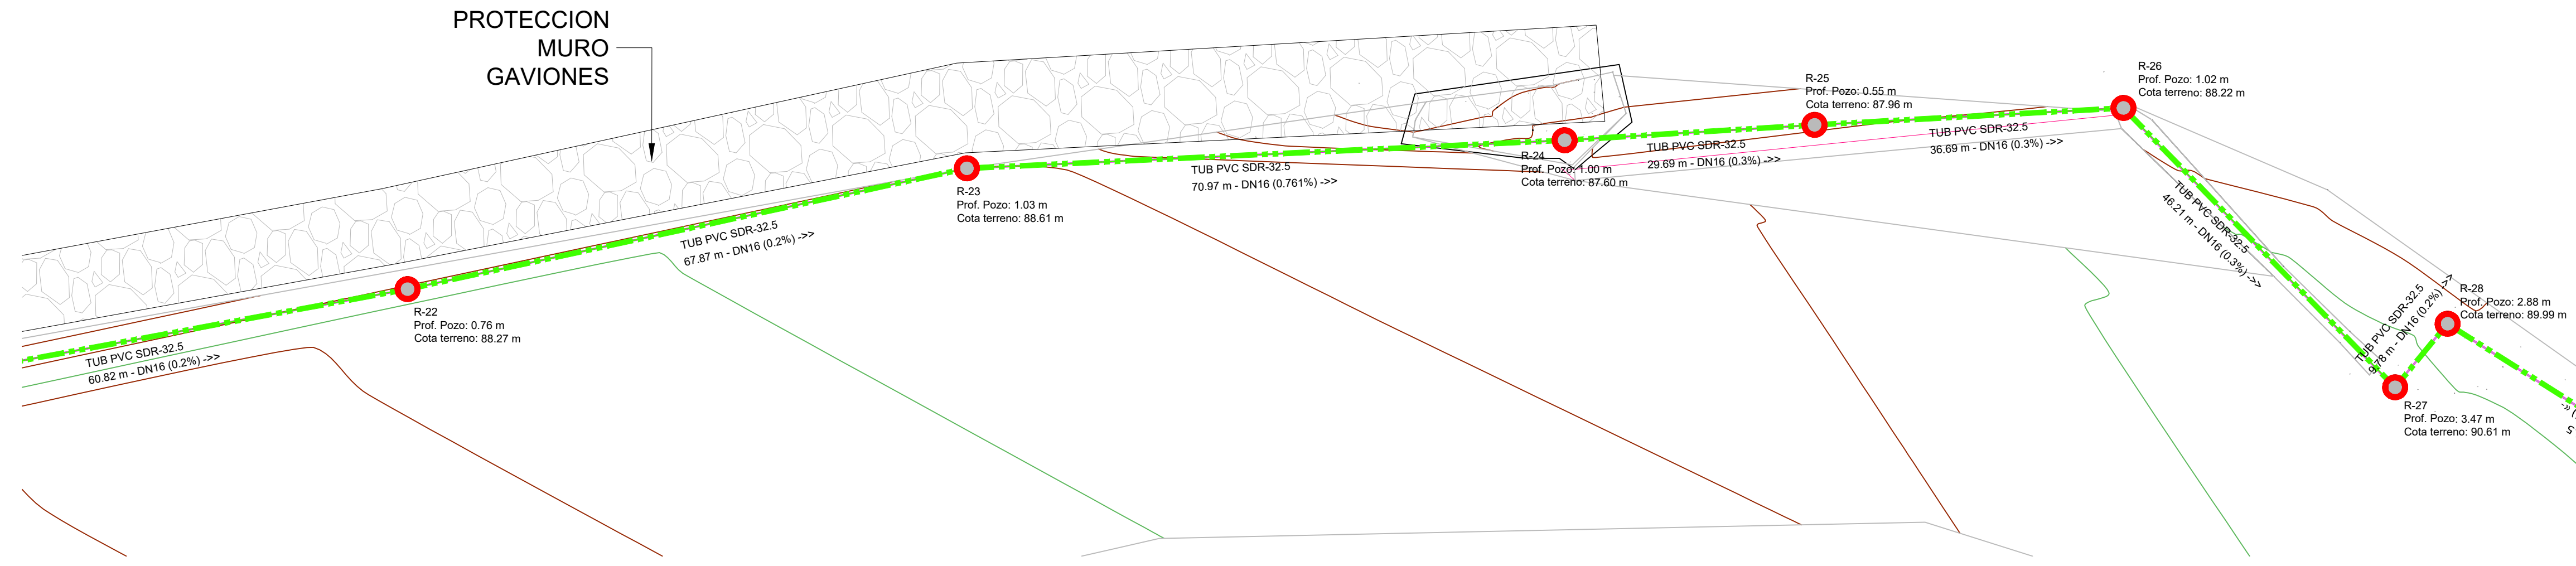 PROTECCION
MURO
GAVIONES
TUB PVC SDR-32.5
60.82 m - DN16 (0.2%) ->>
R-22
Prof. Pozo: 0.76 m
Cota terreno: 88.27 m
TUB PVC SDR-32.5
67.87 m - DN16 (0.2%) ->>
R-23
Prof. Pozo: 1.03 m
Cota terreno: 88.61 m
TUB PVC SDR-32.5
70.97 m - DN16 (0.761%) ->>
R-24
Prof. Pozo: 1.00 m
Cota terreno: 87.60 m
TUB PVC SDR-32.5
29.69 m - DN16 (0.3%) ->>
R-25
Prof. Pozo: 0.55 m
Cota terreno: 87.96 m
TUB PVC SDR-32.5
36.69 m - DN16 (0.3%) ->>
R-26
Prof. Pozo: 1.02 m
Cota terreno: 88.22 m
TUB PVC SDR-32.5
46.21 m - DN16 (0.3%) ->>
R-27
Prof. Pozo: 3.47 m
Cota terreno: 90.61 m
TUB PVC SDR-32.5
9.78 m - DN16 (0.2%) ->>
R-28
Prof. Pozo: 2.88 m
Cota terreno: 89.99 m